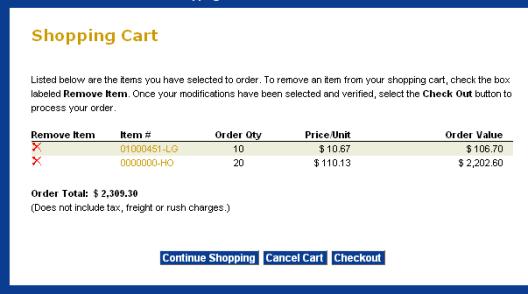 Shopping Cart
Listed below are the items you have selected to order. To remove an item from your shopping cart, check the box
labeled Remove Item. Once your modifications have been selected and verified, select the Check Out button to
process your order.
Remove Item Item # Order Qty Price/Unit Order Value
01000451-LG 10 $ 10.67 $ 106.70
0000000-HO 20 $ 110.13 $ 2,202.60
Order Total: $ 2,309.30
(Does not include tax, freight or rush charges.)
Continue Shopping Cancel Cart Checkout